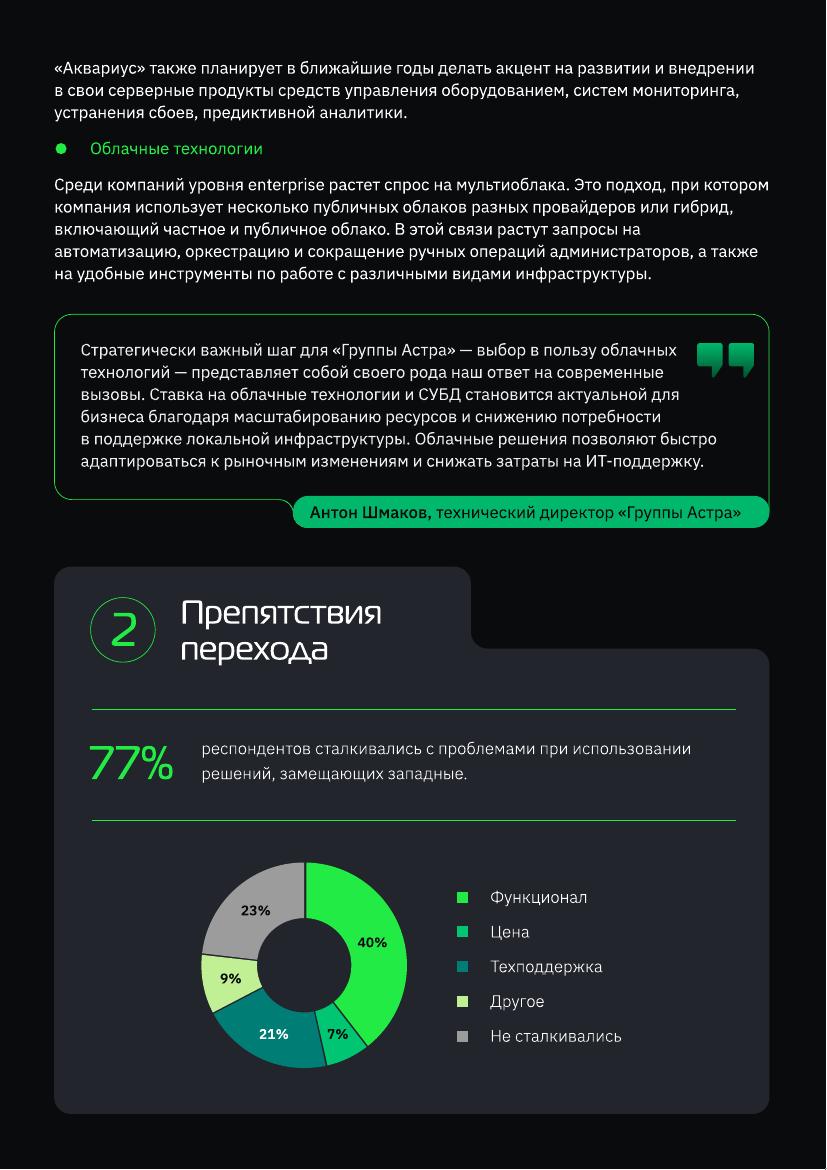 «Аквариус» также планирует в ближайшие годы делать акцент на развитии и внедрении
в свои серверные продукты средств управления оборудованием, систем мониторинга,
устранения сбоев, предиктивной аналитики.
Облачные технологии
Среди компаний уровня enterprise растет спрос на мультиоблака. Это подход, при котором
компания использует несколько публичных облаков разных провайдеров или гибрид,
включающий частное и публичное облако. В этой связи растут запросы на
автоматизацию, оркестрацию и сокращение ручных операций администраторов, а также
на удобные инструменты по работе с различными видами инфраструктуры.
Стратегически важный шаг для «Группы Астра» — выбор в пользу облачных
технологий — представляет собой своего рода наш ответ на современные
вызовы. Ставка на облачные технологии и СУБД становится актуальной для
бизнеса благодаря масштабированию ресурсов и снижению потребности
в поддержке локальной инфраструктуры. Облачные решения позволяют быстро
адаптироваться к рыночным изменениям и снижать затраты на ИТ-поддержку.
Антон Шмаков, технический директор «Группы Астра»
2
Препятствия
перехода
77%
респондентов сталкивались с проблемами при использовании
решений, замещающих западные.
40%
7%
21%
9%
23%
Функционал
Цена
Техподдержка
Другое
Не сталкивались